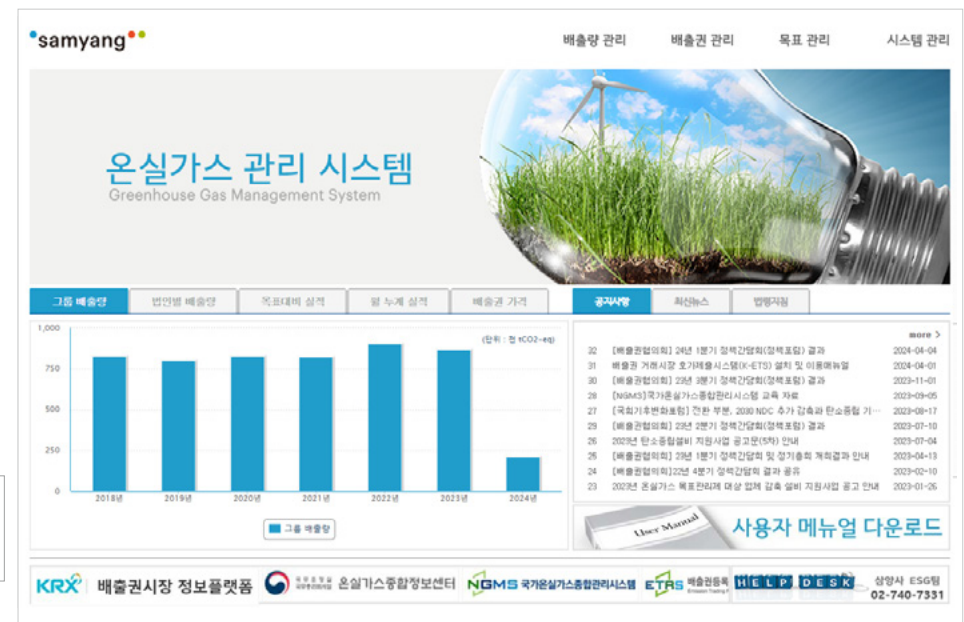 samyang
배출량 관리 배출권 관리 목표 관리 시스템 관리
온실가스 관리 시스템
Greenhouse Gas Management System
그룹 배출량 법인별 배출량 목표대비 실적 월 누계 실적 배출권 가격
공지사항 최신뉴스 법령지침
(단위 : 천 tCO2-eq)
1,000
750
500
250
0
2018년 2019년 2020년 2021년 2022년 2023년 2024년
그룹 배출량
more >
32 [배출권협의회] 24년 1분기 정책간담회(정책포럼) 결과 2024-04-04
31 배출권 거래시장 호가제출시스템(K-ETS) 설치 및 이용매뉴얼 2024-04-01
30 [배출권협의회] 23년 3분기 정책간담회(정책포럼) 결과 2023-11-01
28 [NGMS]국가온실가스종합관리시스템 교육 자료 2023-09-05
27 [국회기후변화포럼] 전환 부문, 2030 NDC 추가 감축과 탄소중립 기… 2023-08-17
29 [배출권협의회] 23년 2분기 정책간담회(정책포럼) 결과 2023-07-10
26 2023년 탄소중립설비 지원사업 공고문(5차) 안내 2023-07-04
25 [배출권협의회] 23년 1분기 정책간담회 및 정기총회 개최결과 안내 2023-04-13
24 [배출권협의회]22년 4분기 정책간담회 결과 공유 2023-02-10
23 2023년 온실가스 목표관리제 대상 업체 감축 설비 지원사업 공고 안내 2023-01-26
User Manual
사용자 메뉴얼 다운로드
KRX 배출권시장 정보플랫폼
온실가스종합정보센터
NGMS 국가온실가스종합관리시스템
ETRS 배출권등록
Emission Trading
HELP DESK
삼양사 ESG팀
02-740-7331